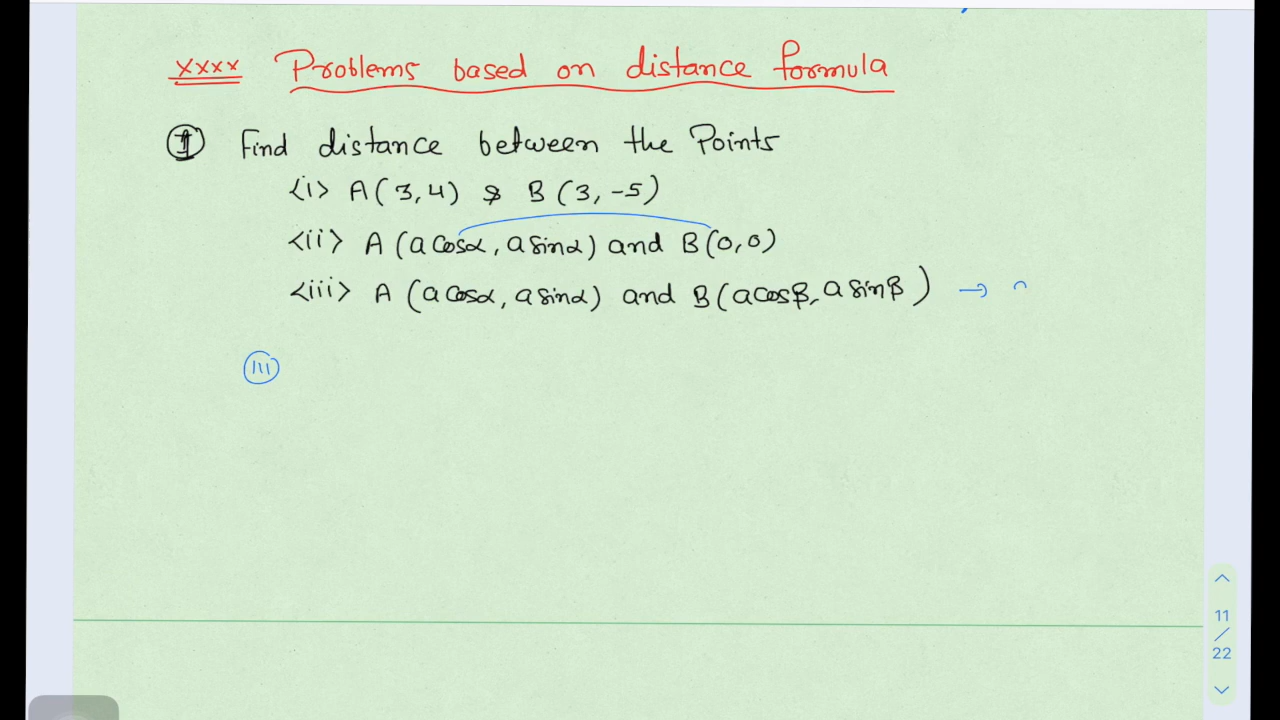 xxxx Problems based on distance formula
1 Find distance between the Points
<i> A(3,4) & B(3,-5)
<ii> A(a cosα, a sinα) and B(0,0)
<iii> A(a cosα, a sinα) and B(a cosβ, a sinβ) →
III
11
/
22